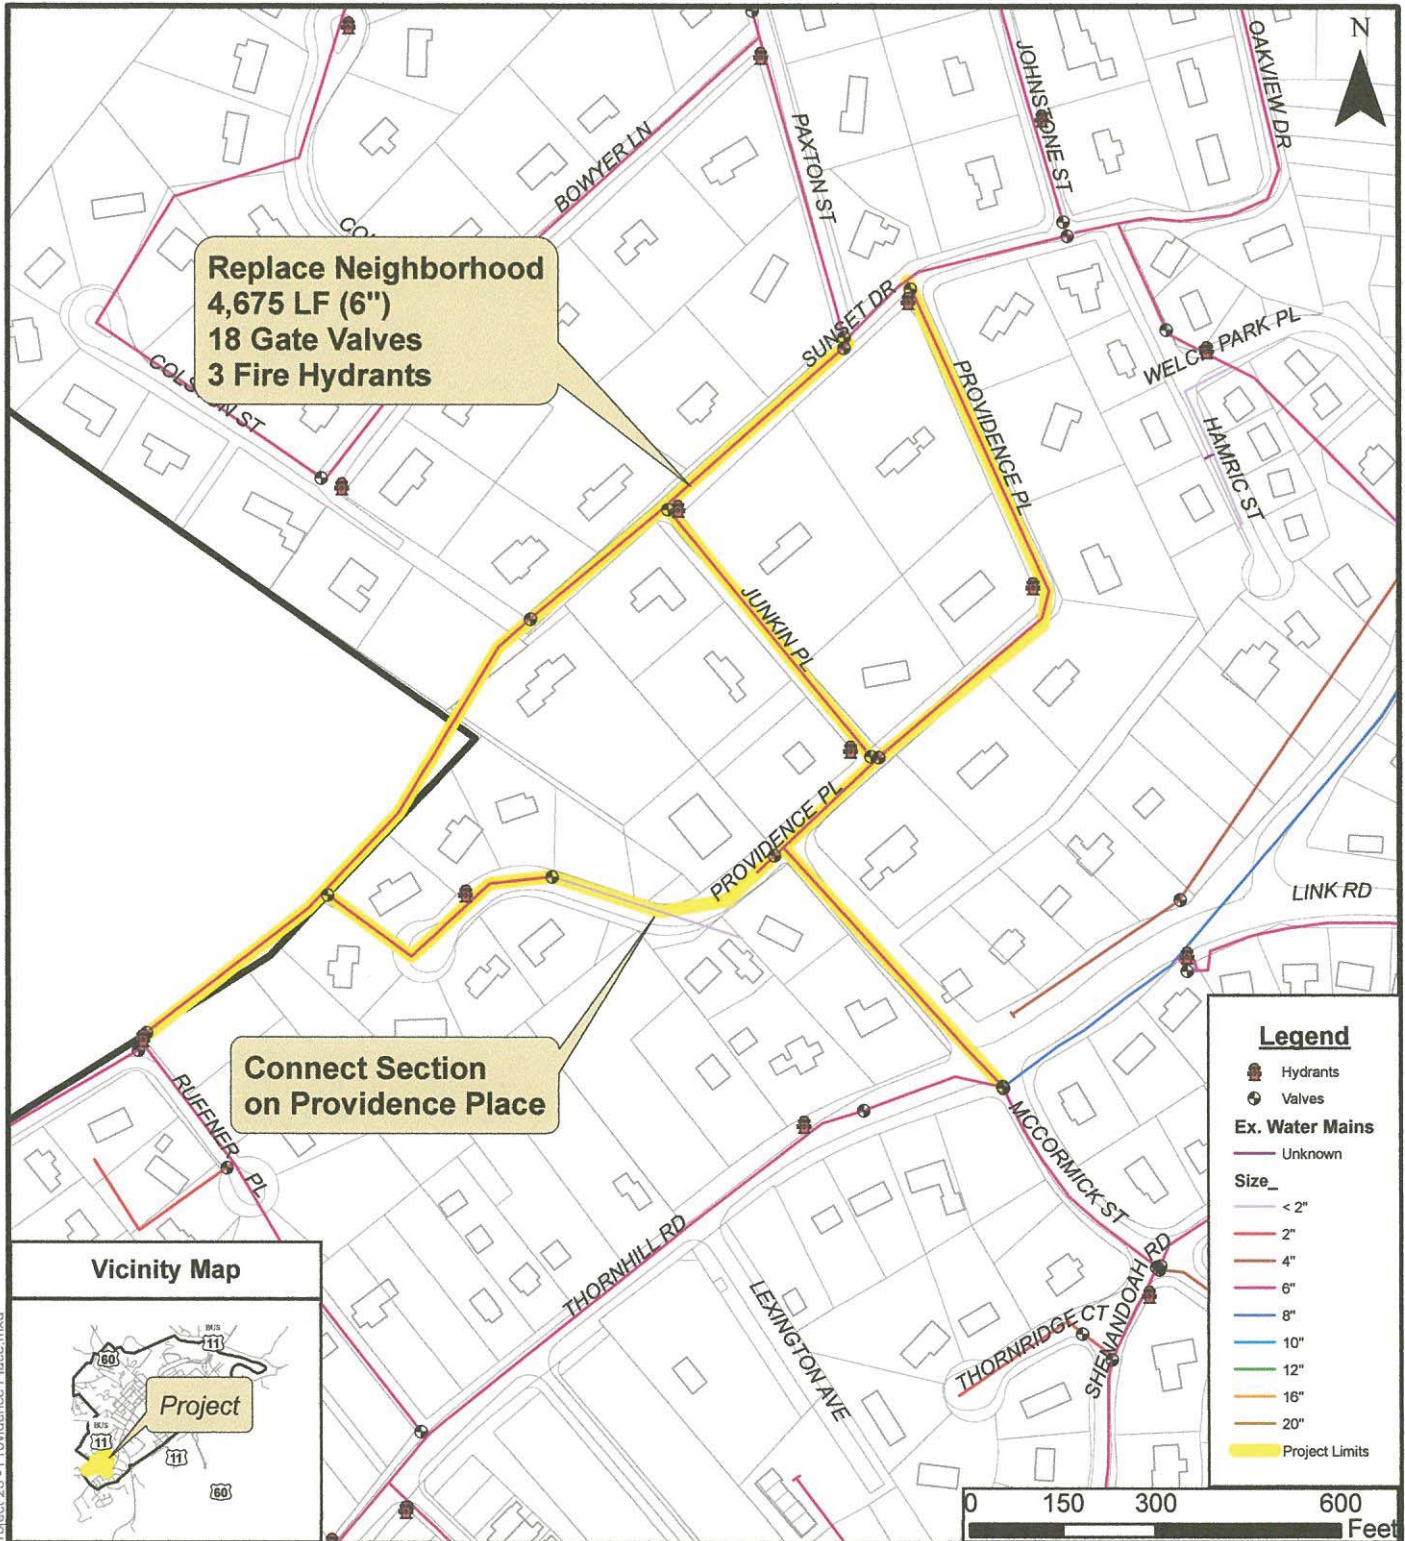 N
OAKVIEW DR
JOHNSTONE ST
PAXTON ST
BOWYER LN
Replace Neighborhood
4,675 LF (6")
18 Gate Valves
3 Fire Hydrants
SUNSET DR
WELCH PARK PL
PROVIDENCE PL
HAMRIC ST
JUNKIN PL
PROVIDENCE PL
LINK RD
Connect Section
on Providence Place
RUFFNER PL
MCCORMICK ST
THORNHILL RD
LEXINGTON AVE
THORNRIDGE CT
SHENANDOAH RD
Legend
Hydrants
Valves
Ex. Water Mains
Unknown
Size_
< 2"
2"
4"
6"
8"
10"
12"
16"
20"
Project Limits
Vicinity Map
BUS
11
60
Project
BUS
11
11
60
0 150 300 600
Feet